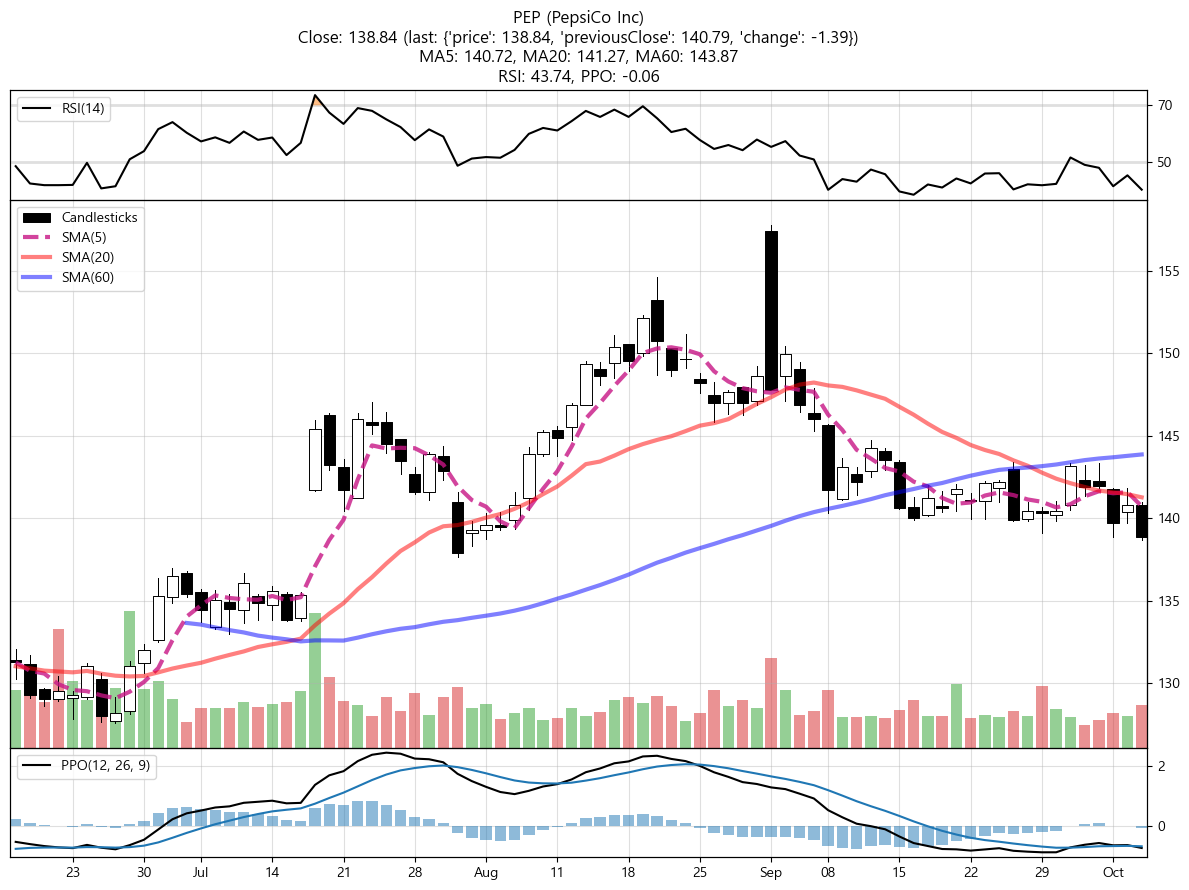 PEP (PepsiCo Inc)
Close: 138.84 (last: {'price': 138.84, 'previousClose': 140.79, 'change': -1.39})
MA5: 140.72, MA20: 141.27, MA60: 143.87
RSI: 43.74, PPO: -0.06
RSI(14)
70
50
Candlesticks
SMA(5)
SMA(20)
SMA(60)
155
150
145
140
135
130
PPO(12, 26, 9)
2
0
23 30 Jul 14 21 28 Aug 11 18 25 Sep 08 15 22 29 Oct